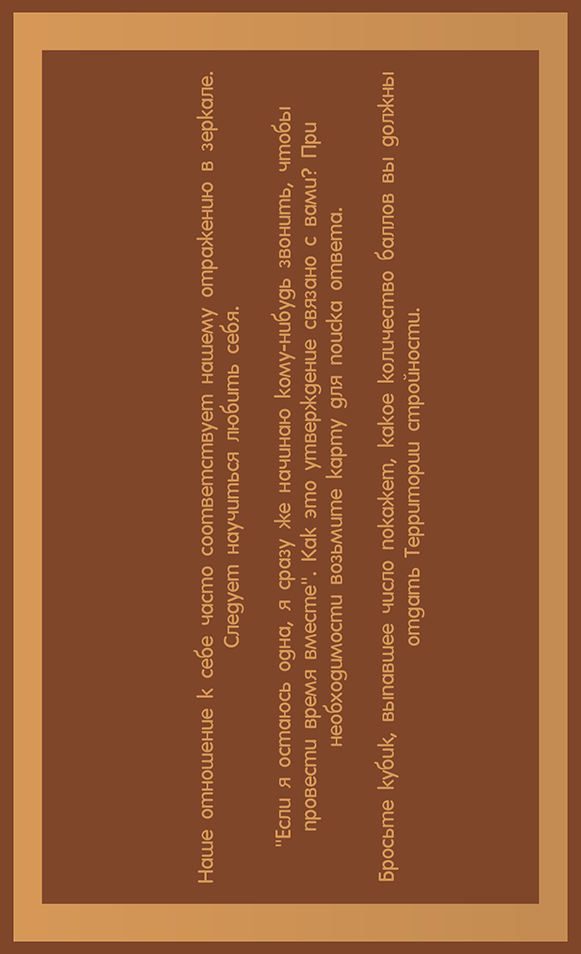 Наше отношение к себе часто соответствует нашему отражению в зеркале.
Следует научиться любить себя.
"Если я остаюсь одна, я сразу же начинаю кому-нибудь звонить, чтобы
провести время вместе". Как это утверждение связано с вами? При
необходимости возьмите карту для поиска ответа.
Бросьте кубик, выпавшее число покажет, какое количество баллов вы должны
отдать Территории стройности.